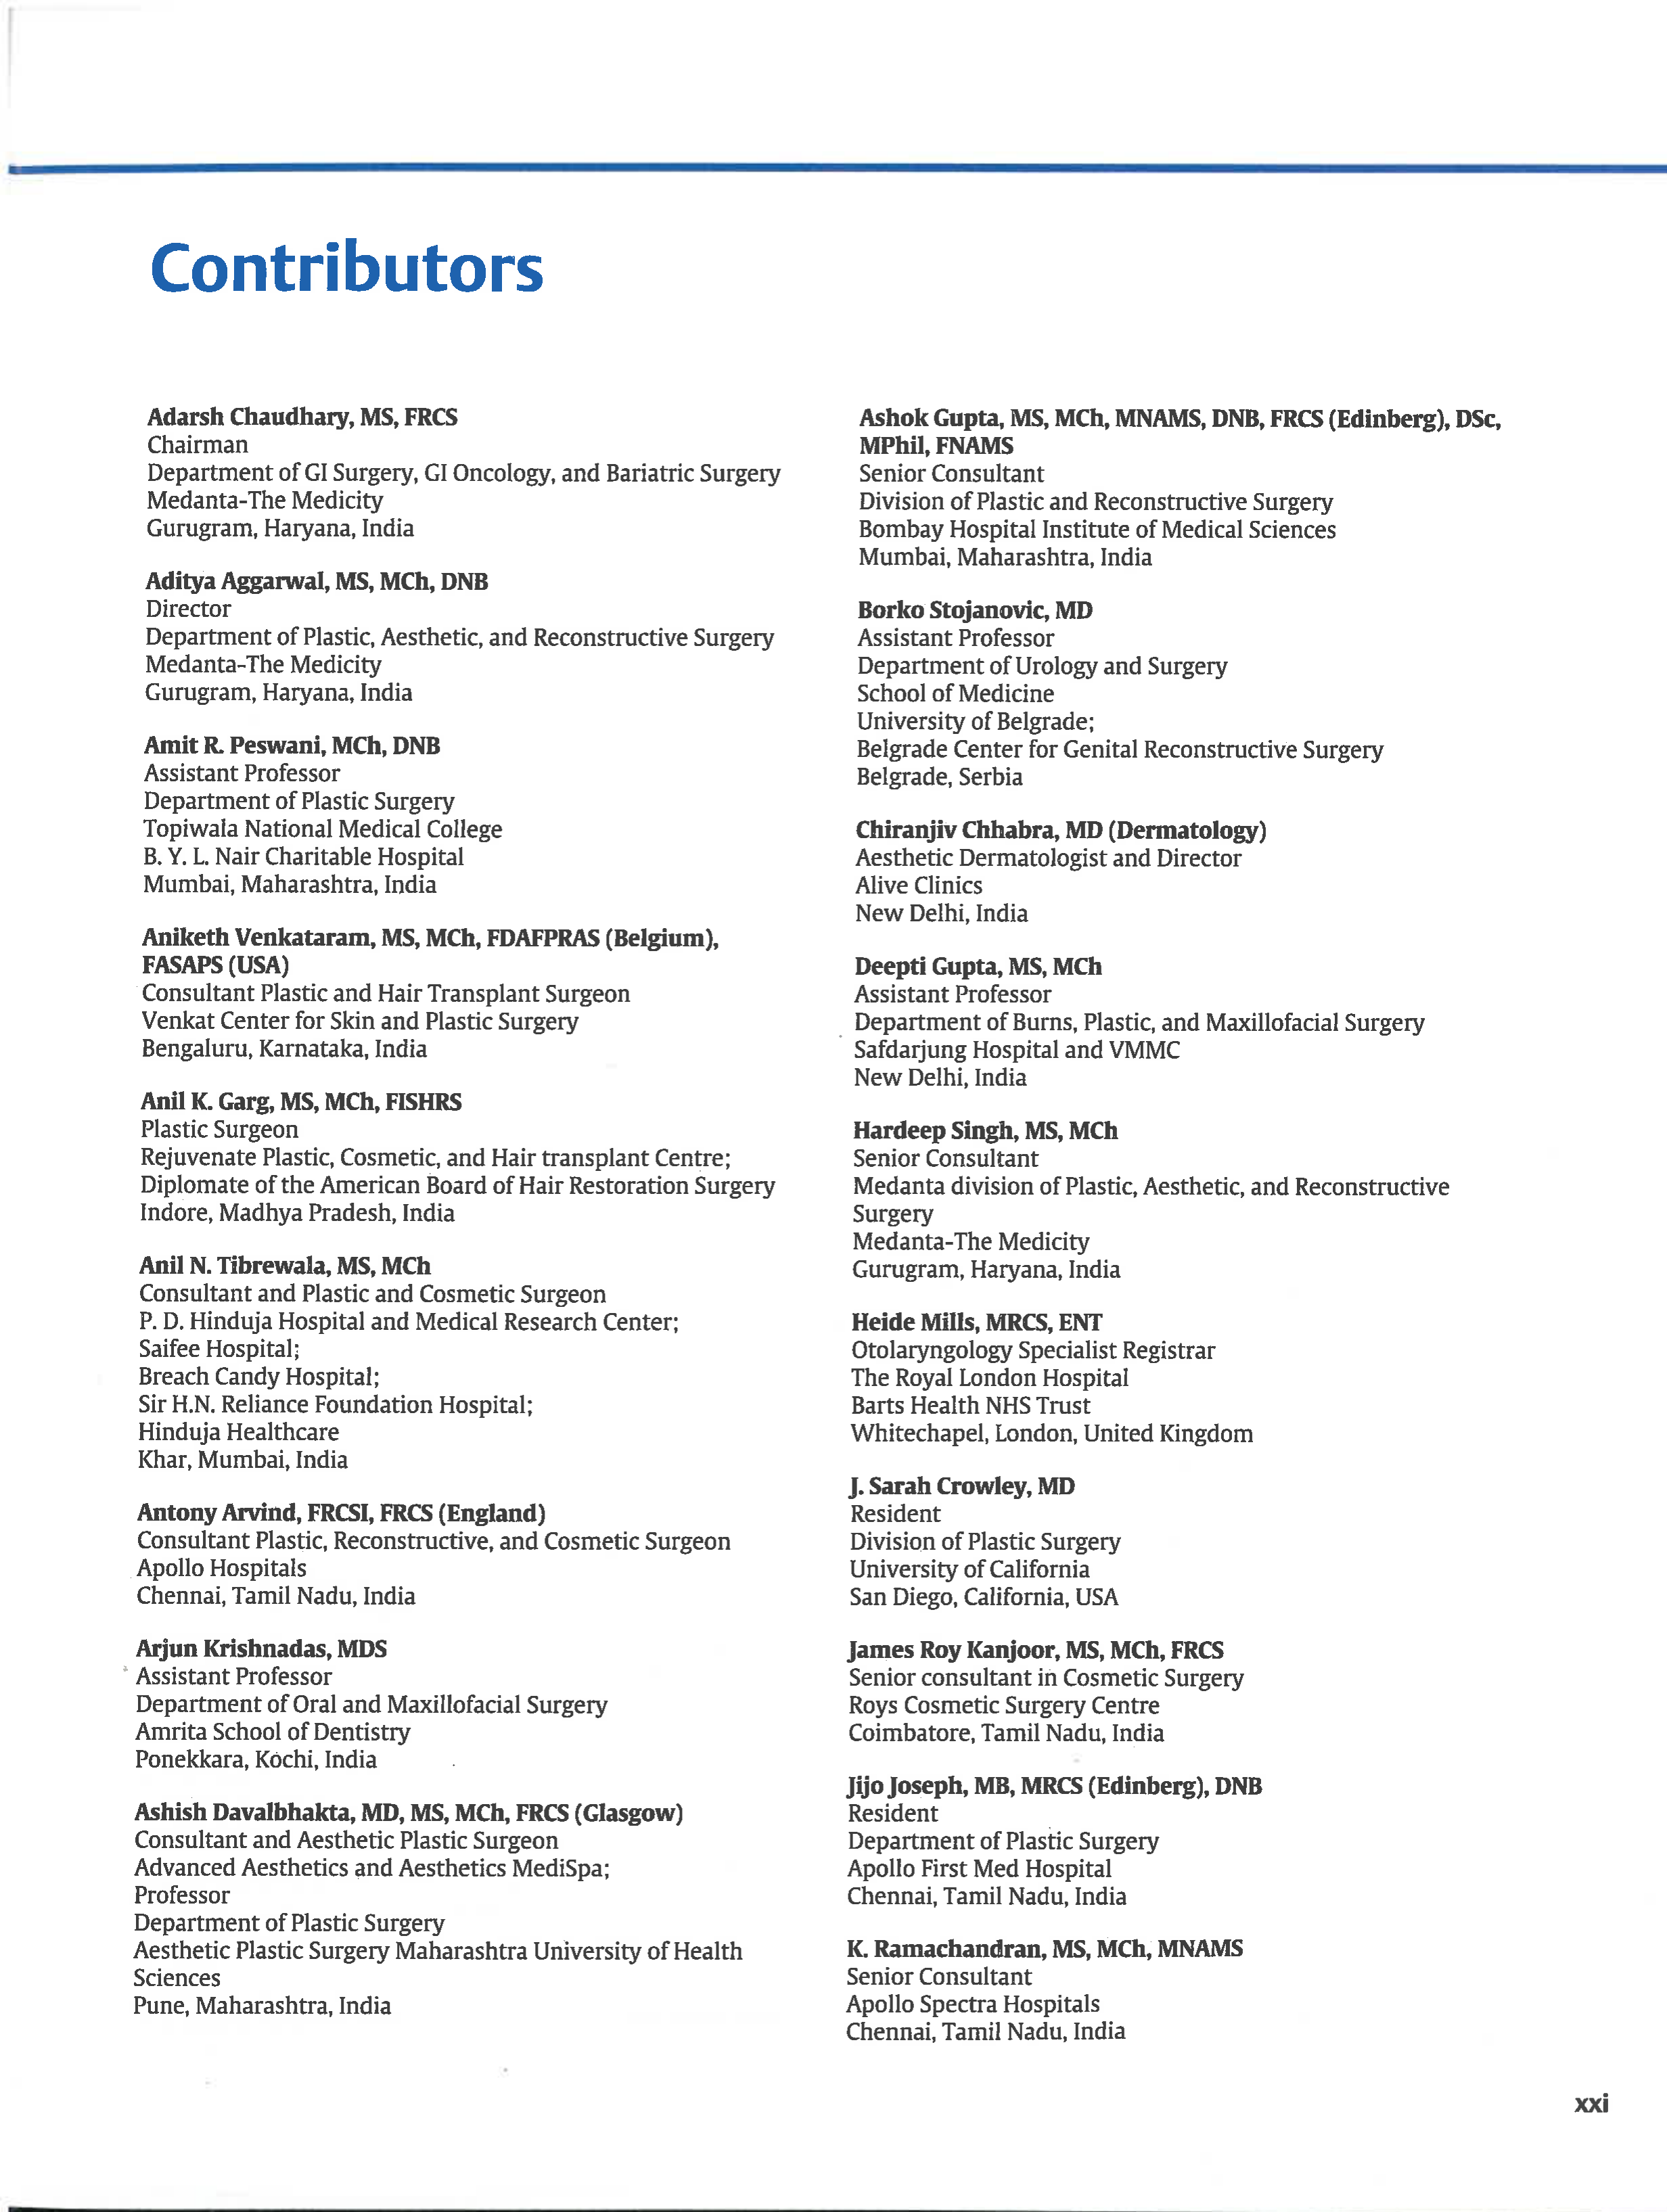 Contributors
Adarsh Chaudhary, MS, FRCS
Chairman
Department of GI Surgery, GI Oncology, and Bariatric Surgery
Medanta-The Medicity
Gurugram, Haryana, India
Aditya Aggarwal, MS, MCh, DNB
Director
Department of Plastic, Aesthetic, and Reconstructive Surgery
Medanta-The Medicity
Gurugram, Haryana, India
Amit R. Peswani, MCh, DNB
Assistant Professor
Department of Plastic Surgery
Topiwala National Medical College
B. Y. L. Nair Charitable Hospital
Mumbai, Maharashtra, India
Aniketh Venkataram, MS, MCh, FDAFPRAS (Belgium),
FASAPS (USA)
Consultant Plastic and Hair Transplant Surgeon
Venkat Center for Skin and Plastic Surgery
Bengaluru, Karnataka, India
Anil K. Garg, MS, MCh, FISHRS
Plastic Surgeon
Rejuvenate Plastic, Cosmetic, and Hair transplant Centre;
Diplomate of the American Board of Hair Restoration Surgery
Indore, Madhya Pradesh, India
Anil N. Tibrewala, MS, MCh
Consultant and Plastic and Cosmetic Surgeon
P. D. Hinduja Hospital and Medical Research Center;
Saifee Hospital;
Breach Candy Hospital;
Sir H.N. Reliance Foundation Hospital;
Hinduja Healthcare
Khar, Mumbai, India
Antony Arvind, FRCSI, FRCS (England)
Consultant Plastic, Reconstructive, and Cosmetic Surgeon
Apollo Hospitals
Chennai, Tamil Nadu, India
Arjun Krishnadas, MDS
Assistant Professor
Department of Oral and Maxillofacial Surgery
Amrita School of Dentistry
Ponekkara, Kochi, India
Ashish Davalbhakta, MD, MS, MCh, FRCS (Glasgow)
Consultant and Aesthetic Plastic Surgeon
Advanced Aesthetics and Aesthetics MediSpa;
Professor
Department of Plastic Surgery
Aesthetic Plastic Surgery Maharashtra University of Health
Sciences
Pune, Maharashtra, India
Ashok Gupta, MS, MCh, MNAMS, DNB, FRCS (Edinberg), DSc,
MPhil, FNAMS
Senior Consultant
Division of Plastic and Reconstructive Surgery
Bombay Hospital Institute of Medical Sciences
Mumbai, Maharashtra, India
Borko Stojanovic, MD
Assistant Professor
Department of Urology and Surgery
School of Medicine
University of Belgrade;
Belgrade Center for Genital Reconstructive Surgery
Belgrade, Serbia
Chiranjiv Chhabra, MD (Dermatology)
Aesthetic Dermatologist and Director
Alive Clinics
New Delhi, India
Deepti Gupta, MS, MCh
Assistant Professor
Department of Burns, Plastic, and Maxillofacial Surgery
Safdarjung Hospital and VMMC
New Delhi, India
Hardeep Singh, MS, MCh
Senior Consultant
Medanta division of Plastic, Aesthetic, and Reconstructive
Surgery
Medanta-The Medicity
Gurugram, Haryana, India
Heide Mills, MRCS, ENT
Otolaryngology Specialist Registrar
The Royal London Hospital
Barts Health NHS Trust
Whitechapel, London, United Kingdom
J. Sarah Crowley, MD
Resident
Division of Plastic Surgery
University of California
San Diego, California, USA
James Roy Kanjoor, MS, MCh, FRCS
Senior consultant in Cosmetic Surgery
Roys Cosmetic Surgery Centre
Coimbatore, Tamil Nadu, India
Jijo Joseph, MB, MRCS (Edinberg), DNB
Resident
Department of Plastic Surgery
Apollo First Med Hospital
Chennai, Tamil Nadu, India
K. Ramachandran, MS, MCh, MNAMS
Senior Consultant
Apollo Spectra Hospitals
Chennai, Tamil Nadu, India
xxi